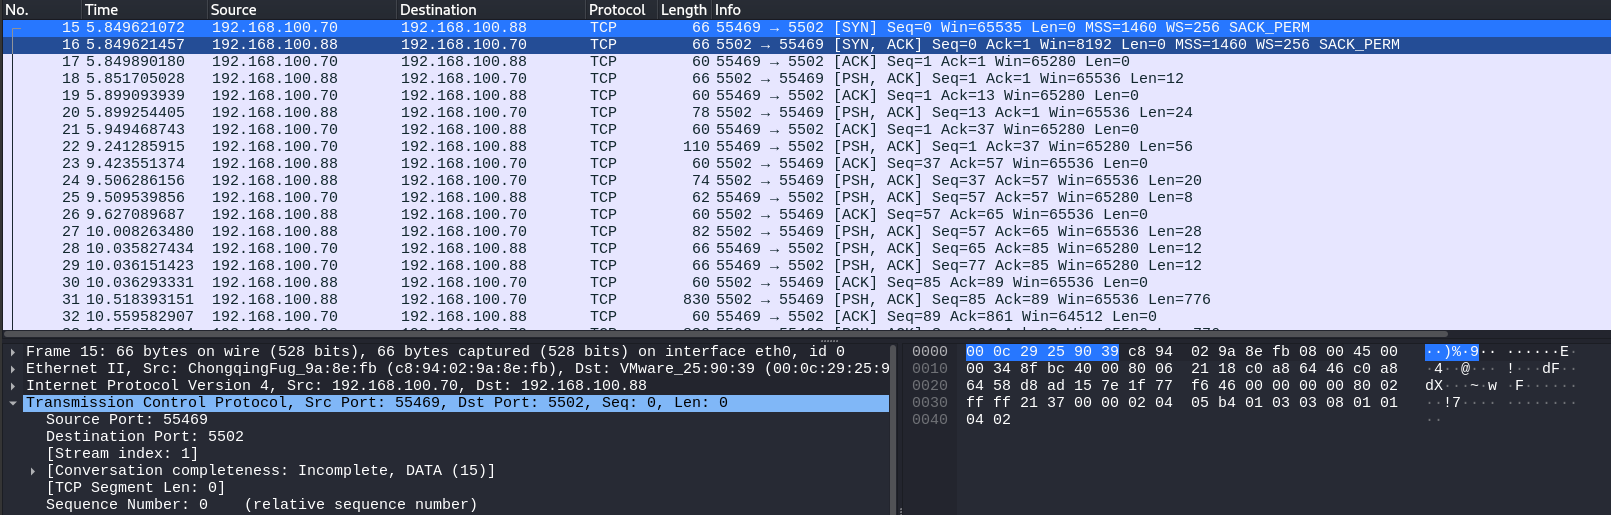 No. Time Source Destination Protocol Length Info
15 5.849621072 192.168.100.70 192.168.100.88 TCP 66 55469 → 5502 [SYN] Seq=0 Win=65535 Len=0 MSS=1460 WS=256 SACK_PERM
16 5.849621457 192.168.100.88 192.168.100.70 TCP 66 5502 → 55469 [SYN, ACK] Seq=0 Ack=1 Win=8192 Len=0 MSS=1460 WS=256 SACK_PERM
17 5.849890180 192.168.100.70 192.168.100.88 TCP 60 55469 → 5502 [ACK] Seq=1 Ack=1 Win=65280 Len=0
18 5.851705028 192.168.100.88 192.168.100.70 TCP 66 5502 → 55469 [PSH, ACK] Seq=1 Ack=1 Win=65536 Len=12
19 5.899093939 192.168.100.70 192.168.100.88 TCP 60 55469 → 5502 [ACK] Seq=1 Ack=13 Win=65280 Len=0
20 5.899254405 192.168.100.88 192.168.100.70 TCP 78 5502 → 55469 [PSH, ACK] Seq=13 Ack=1 Win=65536 Len=24
21 5.949468743 192.168.100.70 192.168.100.88 TCP 60 55469 → 5502 [ACK] Seq=1 Ack=37 Win=65280 Len=0
22 9.241285915 192.168.100.70 192.168.100.88 TCP 110 55469 → 5502 [PSH, ACK] Seq=1 Ack=37 Win=65280 Len=56
23 9.423551374 192.168.100.88 192.168.100.70 TCP 60 5502 → 55469 [ACK] Seq=37 Ack=57 Win=65536 Len=0
24 9.506286156 192.168.100.88 192.168.100.70 TCP 74 5502 → 55469 [PSH, ACK] Seq=37 Ack=57 Win=65536 Len=20
25 9.509539856 192.168.100.70 192.168.100.88 TCP 62 55469 → 5502 [PSH, ACK] Seq=57 Ack=57 Win=65280 Len=8
26 9.627089687 192.168.100.88 192.168.100.70 TCP 60 5502 → 55469 [ACK] Seq=57 Ack=65 Win=65536 Len=0
27 10.008263480 192.168.100.88 192.168.100.70 TCP 82 5502 → 55469 [PSH, ACK] Seq=57 Ack=65 Win=65536 Len=28
28 10.035827434 192.168.100.70 192.168.100.88 TCP 66 55469 → 5502 [PSH, ACK] Seq=65 Ack=85 Win=65280 Len=12
29 10.036151423 192.168.100.70 192.168.100.88 TCP 66 55469 → 5502 [PSH, ACK] Seq=77 Ack=85 Win=65280 Len=12
30 10.036293331 192.168.100.88 192.168.100.70 TCP 60 5502 → 55469 [ACK] Seq=85 Ack=89 Win=65536 Len=0
31 10.518393151 192.168.100.88 192.168.100.70 TCP 830 5502 → 55469 [PSH, ACK] Seq=85 Ack=89 Win=65536 Len=776
32 10.559582907 192.168.100.70 192.168.100.88 TCP 60 55469 → 5502 [ACK] Seq=89 Ack=861 Win=64512 Len=0
Frame 15: 66 bytes on wire (528 bits), 66 bytes captured (528 bits) on interface eth0, id 0
Ethernet II, Src: ChongqingFug_9a:8e:fb (c8:94:02:9a:8e:fb), Dst: VMware_25:90:39 (00:0c:29:25:9
Internet Protocol Version 4, Src: 192.168.100.70, Dst: 192.168.100.88
Transmission Control Protocol, Src Port: 55469, Dst Port: 5502, Seq: 0, Len: 0
Source Port: 55469
Destination Port: 5502
[Stream index: 1]
[Conversation completeness: Incomplete, DATA (15)]
[TCP Segment Len: 0]
Sequence Number: 0 (relative sequence number)
0000 00 0c 29 25 90 39 c8 94 02 9a 8e fb 08 00 45 00 ··)%·9·· ······E·
0010 00 34 8f bc 40 00 80 06 21 18 c0 a8 64 46 c0 a8 ·4··@··· !···dF··
0020 64 58 d8 ad 15 7e 1f 77 f6 46 00 00 00 00 80 02 dX···~·w ·F······
0030 ff ff 21 37 00 00 02 04 05 b4 01 03 03 08 01 01 ··!7···· ········
0040 04 02 ··